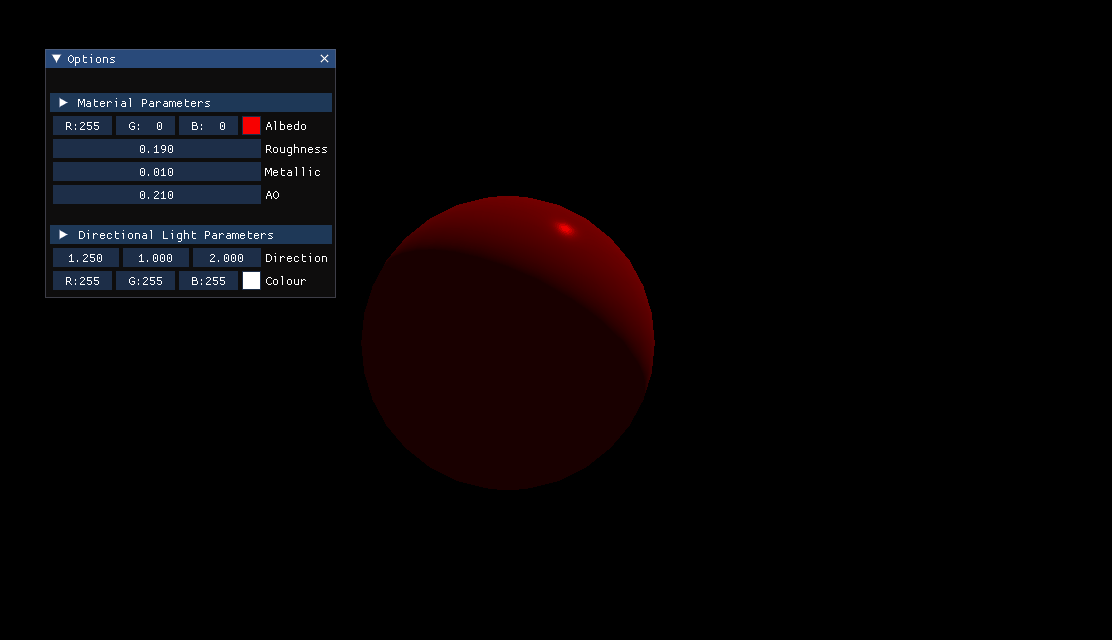 Options
Material Parameters
R:255 G: 0 B: 0 Albedo
0.190 Roughness
0.010 Metallic
0.210 AO
Directional Light Parameters
1.250 1.000 2.000 Direction
R:255 G:255 B:255 Colour